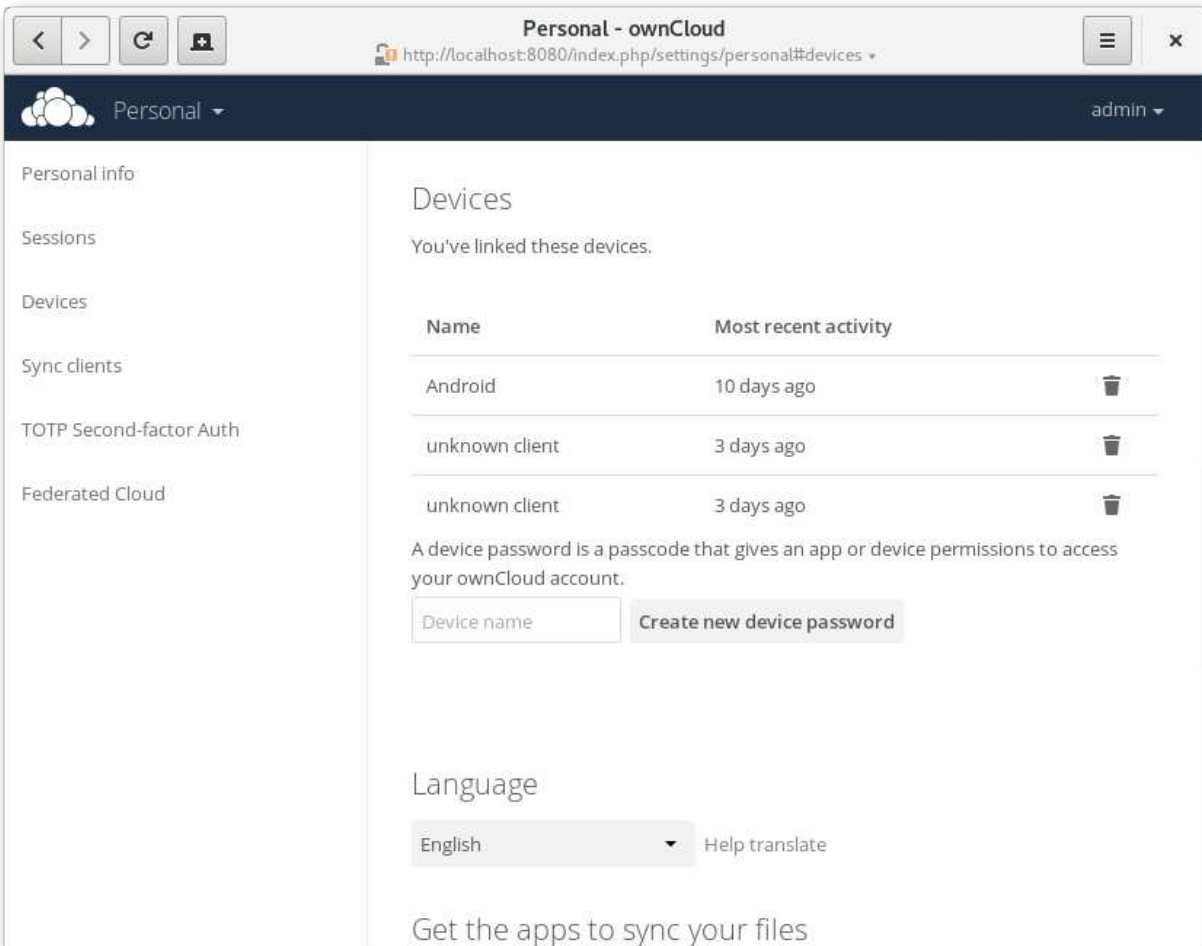 Personal - ownCloud
http://localhost:8080/index.php/settings/personal#devices
Personal
admin
Personal info
Sessions
Devices
Sync clients
TOTP Second-factor Auth
Federated Cloud
Devices
You've linked these devices.
Name Most recent activity
Android 10 days ago
unknown client 3 days ago
unknown client 3 days ago
A device password is a passcode that gives an app or device permissions to access
your ownCloud account.
Device name Create new device password
Language
English Help translate
Get the apps to sync your files